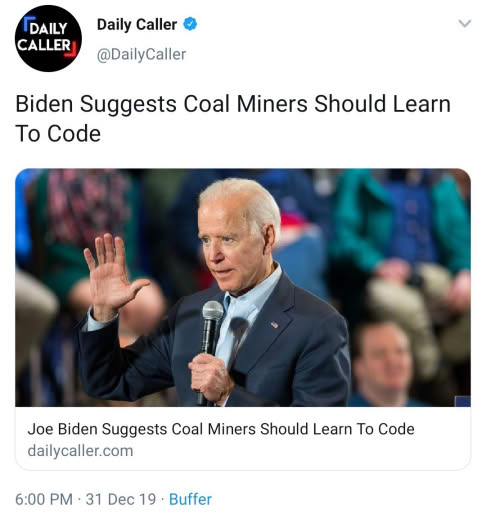 DAILY
CALLER
Daily Caller
@DailyCaller
Biden Suggests Coal Miners Should Learn
To Code
Joe Biden Suggests Coal Miners Should Learn To Code
dailycaller.com
6:00 PM · 31 Dec 19 · Buffer